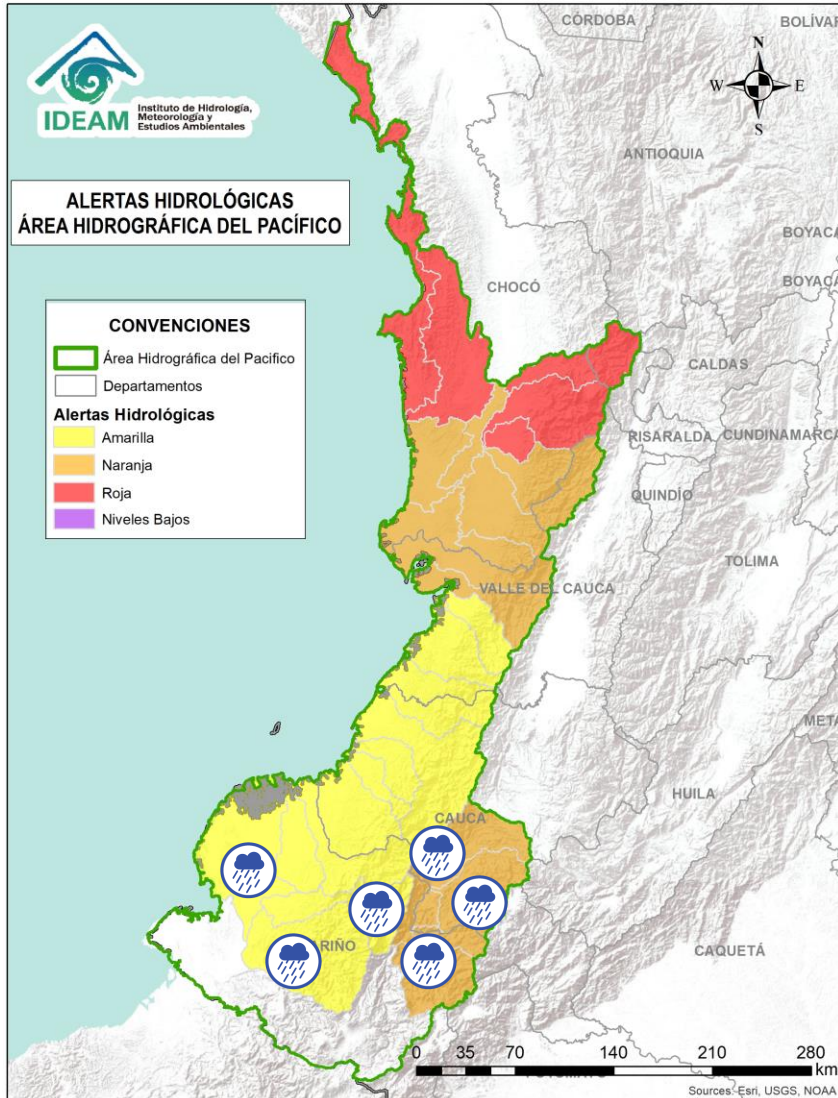 CÓRDOBA
BOLÍVAR
N
W
E
S
IDEAM
Instituto de Hidrología,
Meteorología y
Estudios Ambientales
ANTIOQUIA
ALERTAS HIDROLÓGICAS
ÁREA HIDROGRÁFICA DEL PACÍFICO
BOYACÁ
BOYACÁ
CHOCÓ
CONVENCIONES
Área Hidrográfica del Pacifico
Departamentos
Alertas Hidrológicas
Amarilla
Naranja
Roja
Niveles Bajos
CALDAS
RISARALDA
CUNDINAMARCA
QUINDÍO
TOLIMA
VALLE DEL CAUCA
META
HUILA
CAUCA
ARIÑO
CAQUETÁ
0 35 70 140 210 280
km
Sources: Esri, USGS, NOAA